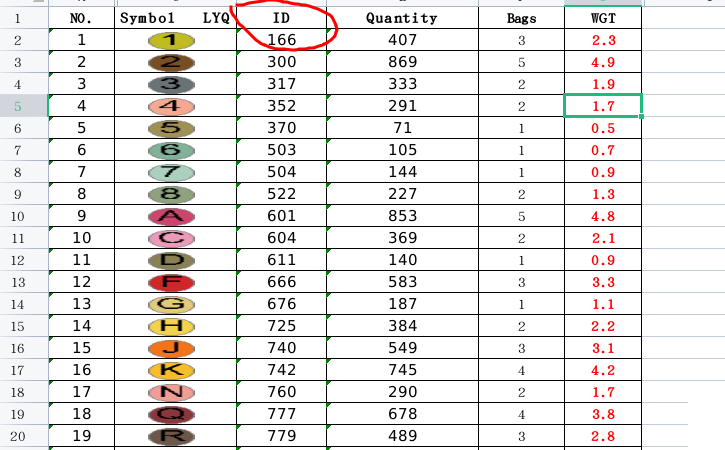 1 NO. Symbol LYQ ID Quantity Bags WGT
2 1 1 166 407 3 2.3
3 2 2 300 869 5 4.9
4 3 3 317 333 2 1.9
5 4 4 352 291 2 1.7
6 5 5 370 71 1 0.5
7 6 6 503 105 1 0.7
8 7 7 504 144 1 0.9
9 8 8 522 227 2 1.3
10 9 A 601 853 5 4.8
11 10 C 604 369 2 2.1
12 11 D 611 140 1 0.9
13 12 F 666 583 3 3.3
14 13 G 676 187 1 1.1
15 14 H 725 384 2 2.2
16 15 J 740 549 3 3.1
17 16 K 742 745 4 4.2
18 17 N 760 290 2 1.7
19 18 Q 777 678 4 3.8
20 19 R 779 489 3 2.8